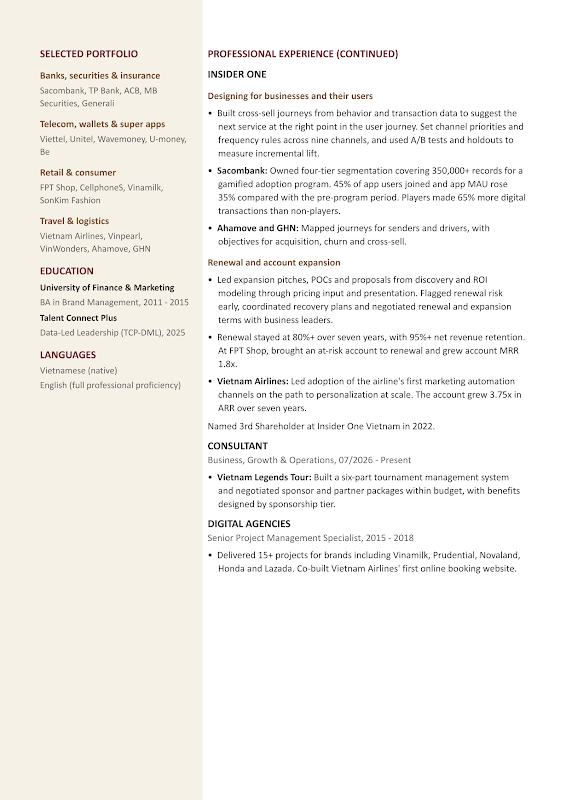 SELECTED PORTFOLIO
Banks, securities & insurance
Sacombank, TP Bank, ACB, MB
Securities, Generali
Telecom, wallets & super apps
Viettel, Unitel, Wavemoney, U-money,
Be
Retail & consumer
FPT Shop, CellphoneS, Vinamilk,
SonKim Fashion
Travel & logistics
Vietnam Airlines, Vinpearl,
VinWonders, Ahamove, GHN
EDUCATION
University of Finance & Marketing
BA in Brand Management, 2011 - 2015
Talent Connect Plus
Data-Led Leadership (TCP-DML), 2025
LANGUAGES
Vietnamese (native)
English (full professional proficiency)
PROFESSIONAL EXPERIENCE (CONTINUED)
INSIDER ONE
Designing for businesses and their users
• Built cross-sell journeys from behavior and transaction data to suggest the
next service at the right point in the user journey. Set channel priorities and
frequency rules across nine channels, and used A/B tests and holdouts to
measure incremental lift.
• Sacombank: Owned four-tier segmentation covering 350,000+ records for a
gamified adoption program. 45% of app users joined and app MAU rose
35% compared with the pre-program period. Players made 65% more digital
transactions than non-players.
• Ahamove and GHN: Mapped journeys for senders and drivers, with
objectives for acquisition, churn and cross-sell.
Renewal and account expansion
• Led expansion pitches, POCs and proposals from discovery and ROI
modeling through pricing input and presentation. Flagged renewal risk
early, coordinated recovery plans and negotiated renewal and expansion
terms with business leaders.
• Renewal stayed at 80%+ over seven years, with 95%+ net revenue retention.
At FPT Shop, brought an at-risk account to renewal and grew account MRR
1.8x.
• Vietnam Airlines: Led adoption of the airline's first marketing automation
channels on the path to personalization at scale. The account grew 3.75x in
ARR over seven years.
Named 3rd Shareholder at Insider One Vietnam in 2022.
CONSULTANT
Business, Growth & Operations, 07/2026 - Present
• Vietnam Legends Tour: Built a six-part tournament management system
and negotiated sponsor and partner packages within budget, with benefits
designed by sponsorship tier.
DIGITAL AGENCIES
Senior Project Management Specialist, 2015 - 2018
• Delivered 15+ projects for brands including Vinamilk, Prudential, Novaland,
Honda and Lazada. Co-built Vietnam Airlines' first online booking website.